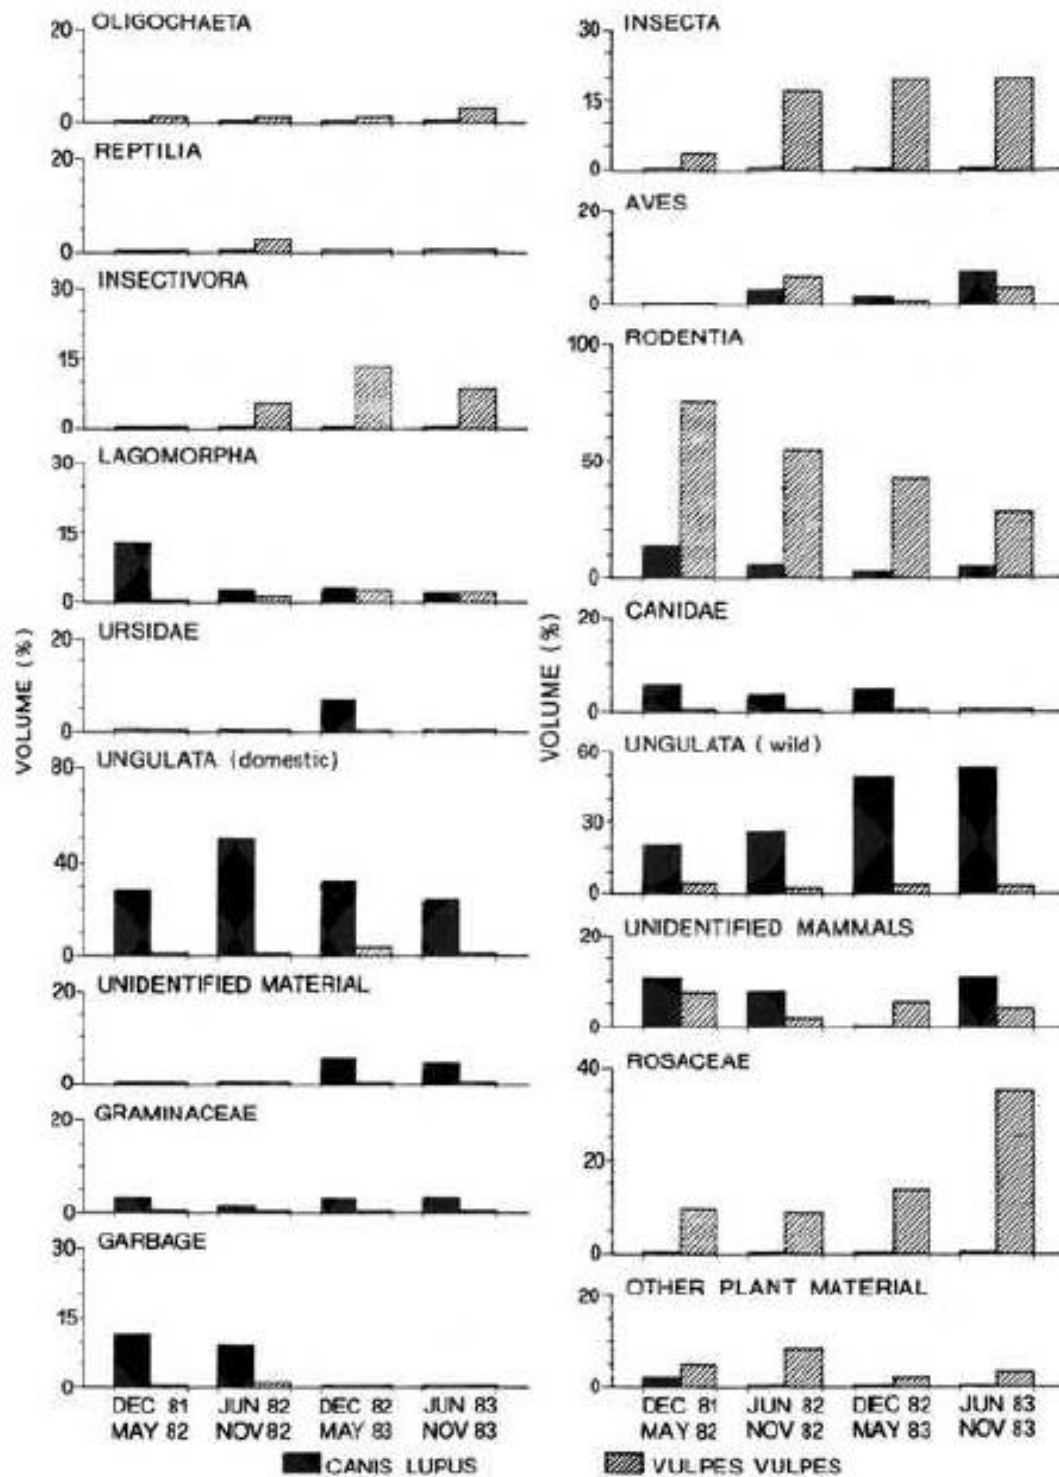 OLIGOCHAETA
20
0
REPTILIA
20
0
INSECTIVORA
30
15
0
LAGOMORPHA
30
15
0
URSIDAE
20
0
UNGULATA (domestic)
80
40
0
UNIDENTIFIED MATERIAL
20
0
GRAMINACEAE
20
0
GARBAGE
30
15
0
VOLUME (%)
DEC 81 JUN 82 DEC 82 JUN 83
MAY 82 NOV 82 MAY 83 NOV 83
INSECTA
30
15
0
AVES
20
0
RODENTIA
100
50
0
CANIDAE
20
0
UNGULATA (wild)
60
30
0
UNIDENTIFIED MAMMALS
20
0
ROSACEAE
40
20
0
OTHER PLANT MATERIAL
20
0
VOLUME (%)
DEC 81 JUN 82 DEC 82 JUN 83
MAY 82 NOV 82 MAY 83 NOV 83
CANIS LUPUS VULPES VULPES